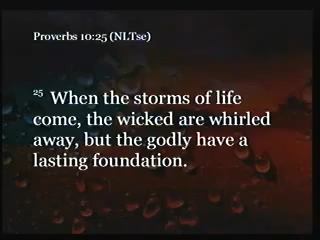 Proverbs 10:25 (NLTse)
25 When the storms of life
come, the wicked are whirled
away, but the godly have a
lasting foundation.